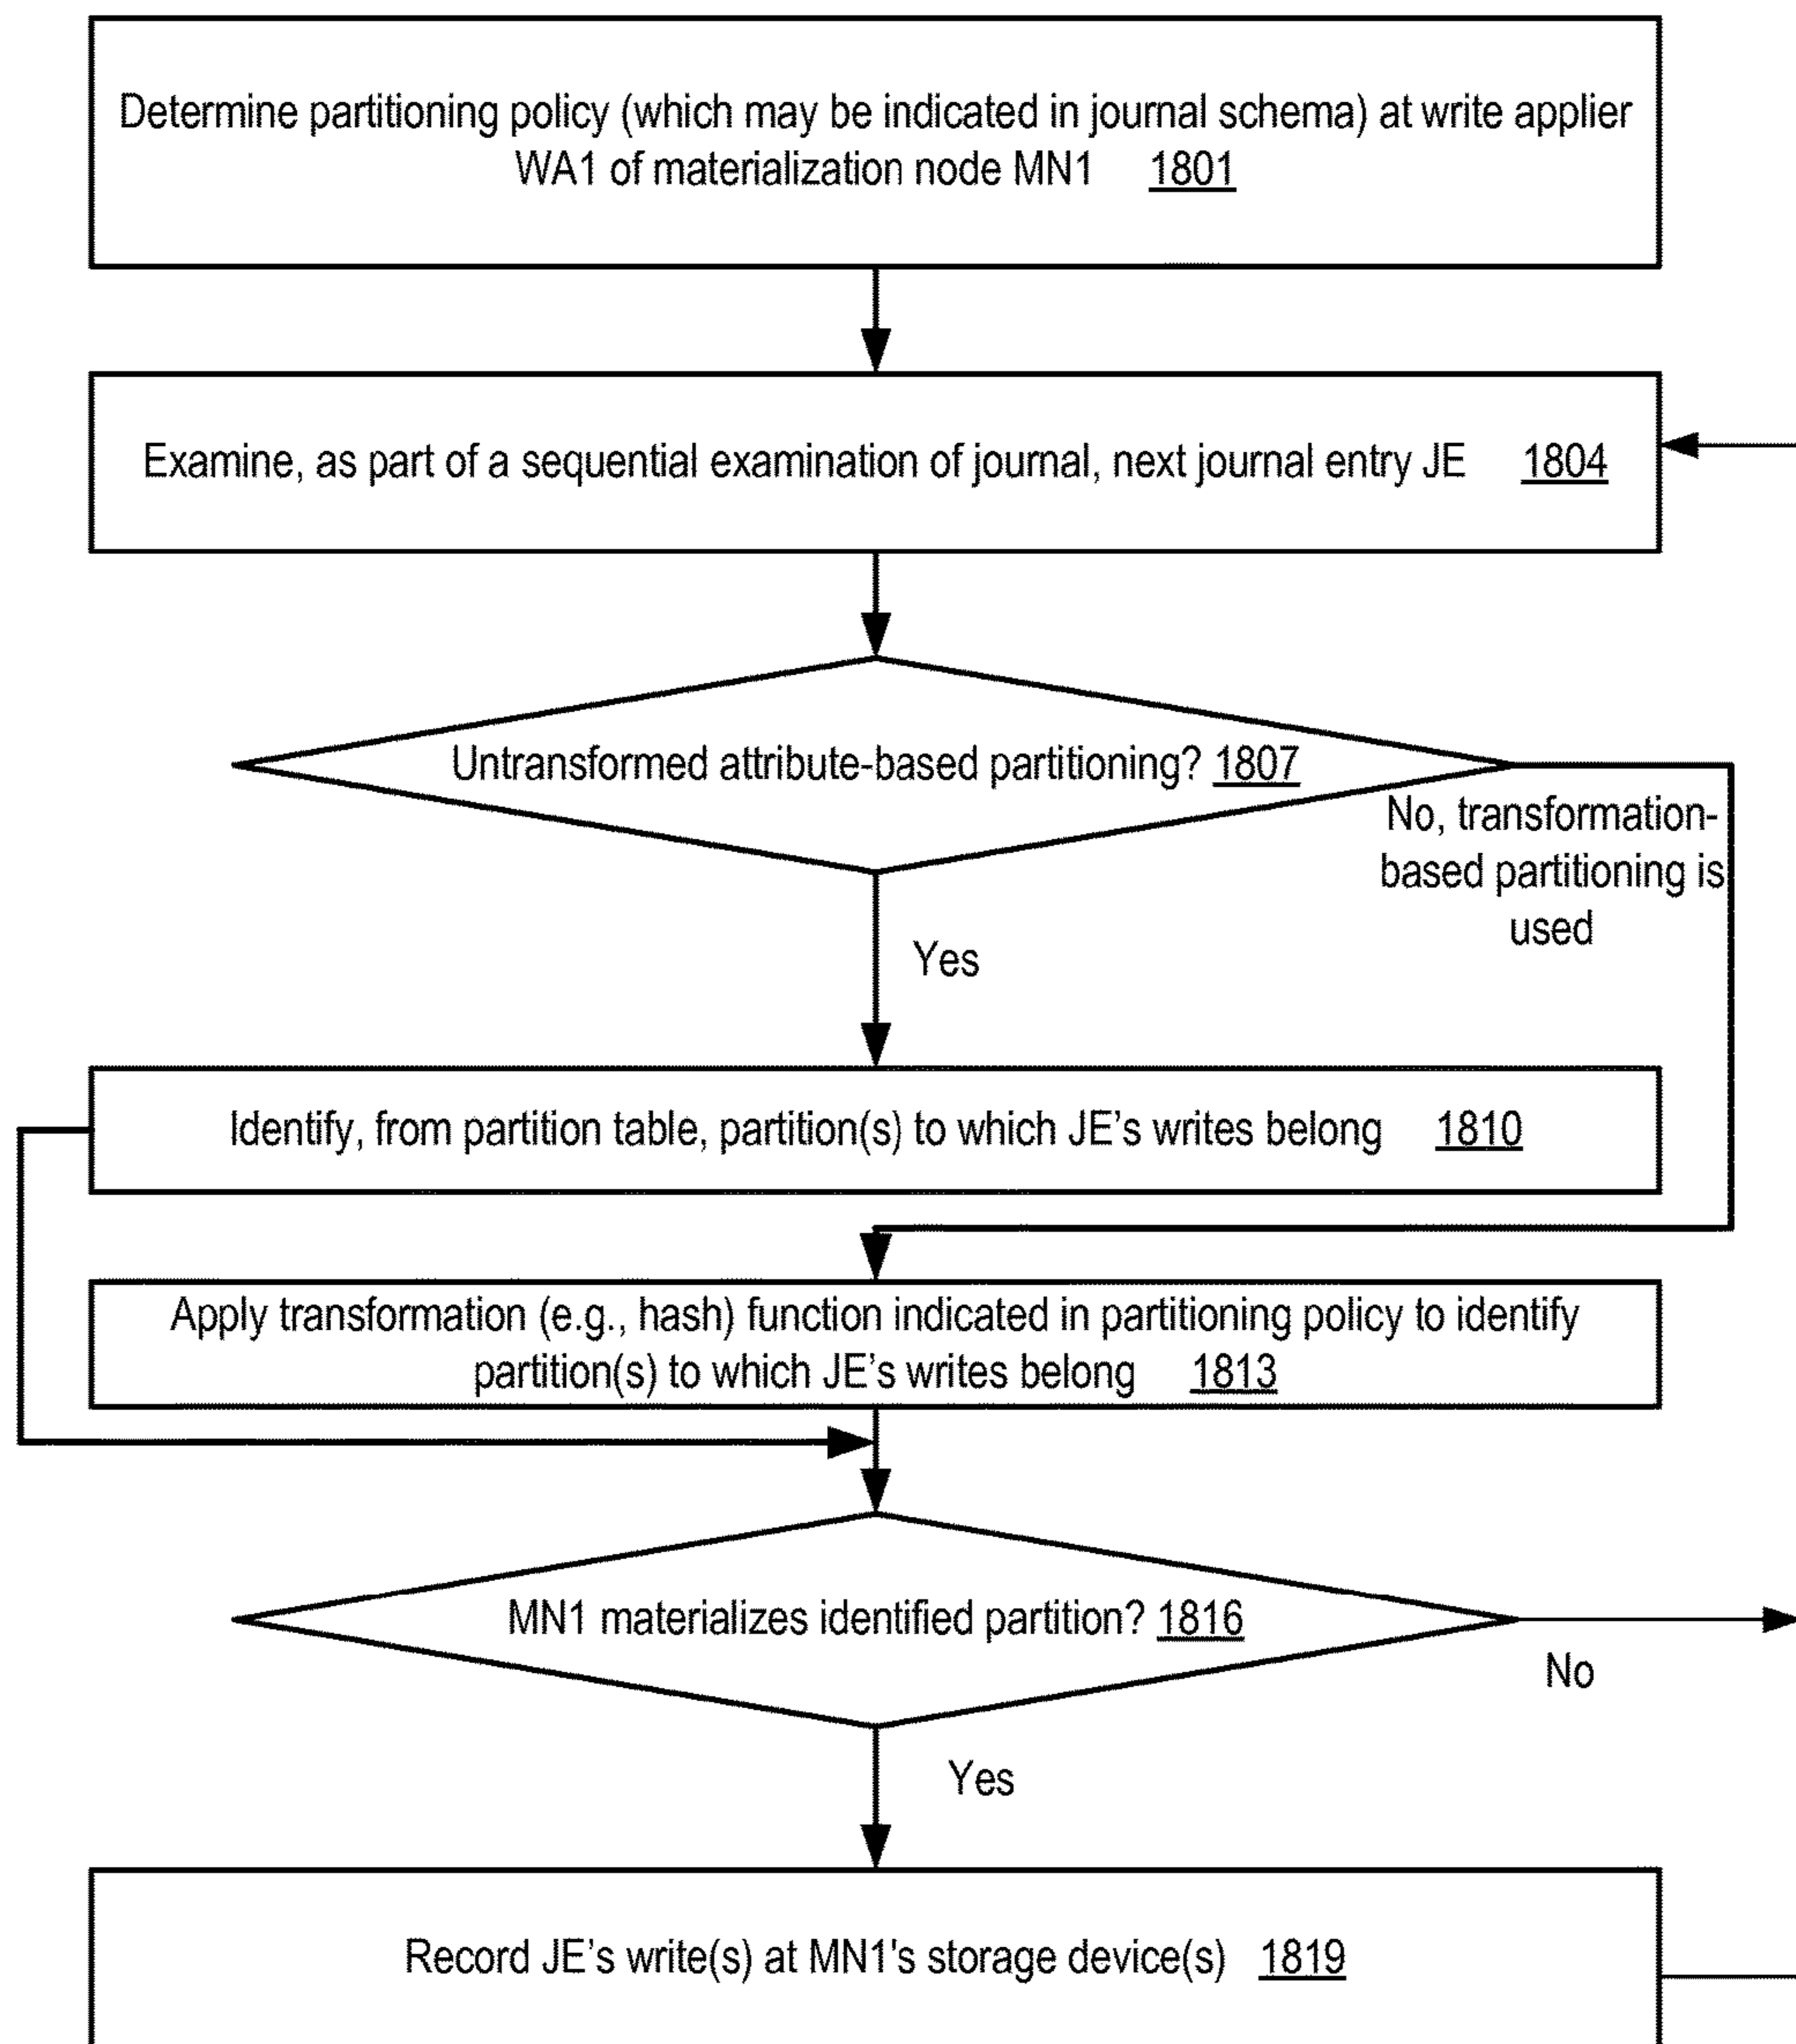 Determine partitioning policy (which may be indicated in journal schema) at write applier
WA1 of materialization node MN1 1801
Examine, as part of a sequential examination of journal, next journal entry JE 1804
Untransformed attribute-based partitioning? 1807
No, transformation-
based partitioning is
used
Yes
Identify, from partition table, partition(s) to which JE's writes belong 1810
Apply transformation (e.g., hash) function indicated in partitioning policy to identify
partition(s) to which JE's writes belong 1813
MN1 materializes identified partition? 1816
No
Yes
Record JE's write(s) at MN1's storage device(s) 1819